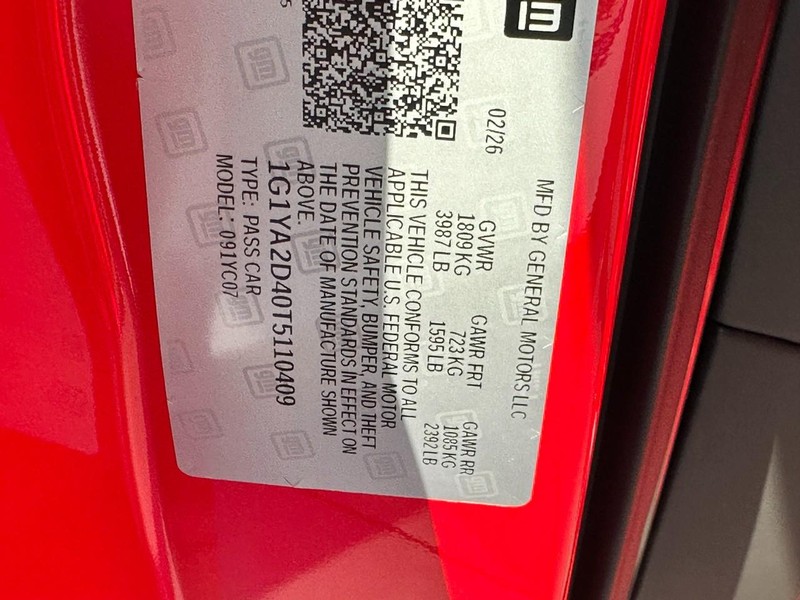 gm
02/26
MFD BY GENERAL MOTORS LLC
GVWR GAWR FRT GAWR RR
1809 KG 723 KG 1085 KG
3987 LB 1595 LB 2392 LB
THIS VEHICLE CONFORMS TO ALL
APPLICABLE U.S. FEDERAL MOTOR
VEHICLE SAFETY, BUMPER, AND THEFT
PREVENTION STANDARDS IN EFFECT ON
THE DATE OF MANUFACTURE SHOWN
ABOVE.
1G1YA2D40T5110409
TYPE: PASS CAR
MODEL: 091YC07